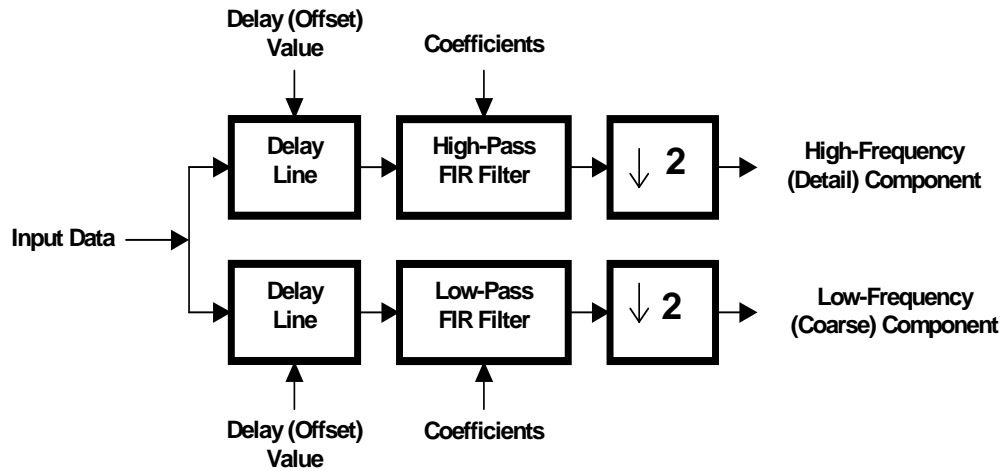 Delay (Offset)
Value
Coefficients
Delay
Line
High-Pass
FIR Filter
↓ 2
High-Frequency
(Detail) Component
Input Data
Delay
Line
Low-Pass
FIR Filter
↓ 2
Low-Frequency
(Coarse) Component
Delay (Offset)
Value
Coefficients